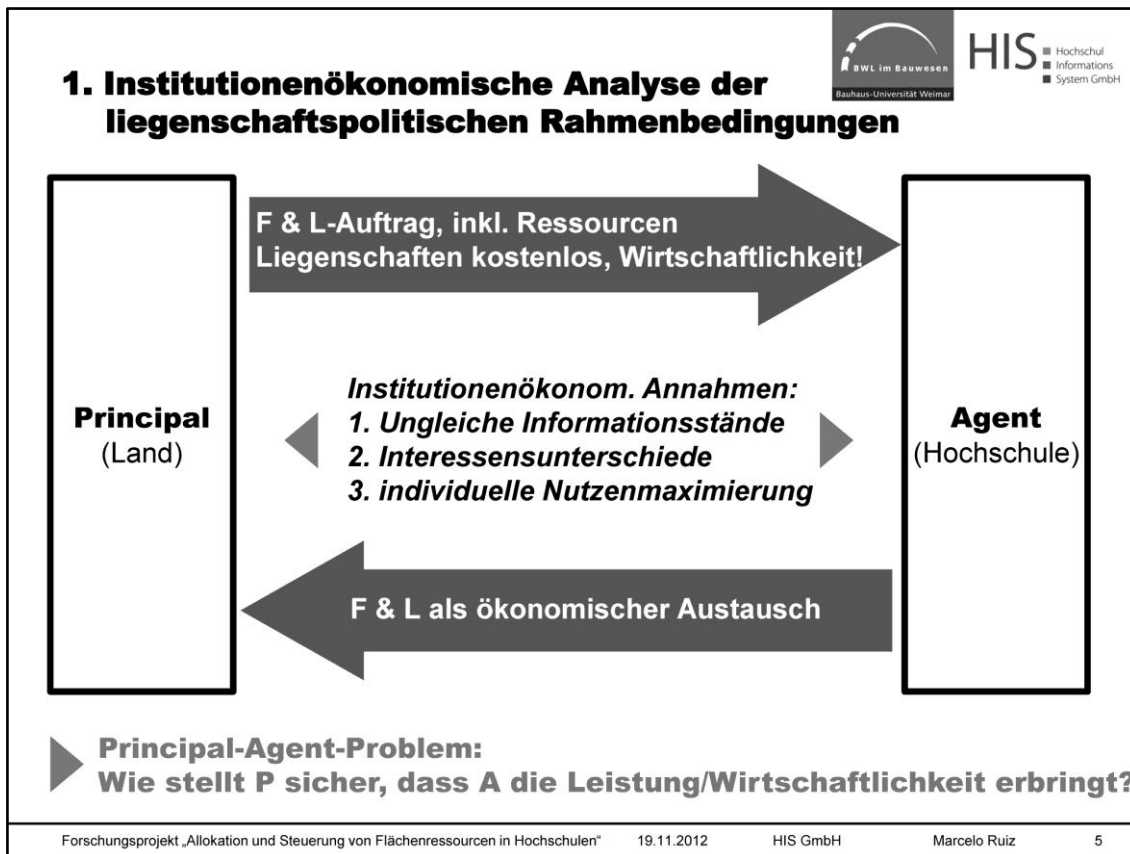 BWL im Bauwesen
Bauhaus-Universität Weimar
HIS
Hochschul
Informations
System GmbH
1. Institutionenökonomische Analyse der
liegenschaftspolitischen Rahmenbedingungen
F & L-Auftrag, inkl. Ressourcen
Liegenschaften kostenlos, Wirtschaftlichkeit!
Principal
(Land)
Institutionenökonom. Annahmen:
1. Ungleiche Informationsstände
2. Interessensunterschiede
3. individuelle Nutzenmaximierung
Agent
(Hochschule)
F & L als ökonomischer Austausch
Principal-Agent-Problem:
Wie stellt P sicher, dass A die Leistung/Wirtschaftlichkeit erbringt?
Forschungsprojekt „Allokation und Steuerung von Flächenressourcen in Hochschulen“ 19.11.2012 HIS GmbH Marcelo Ruiz 5